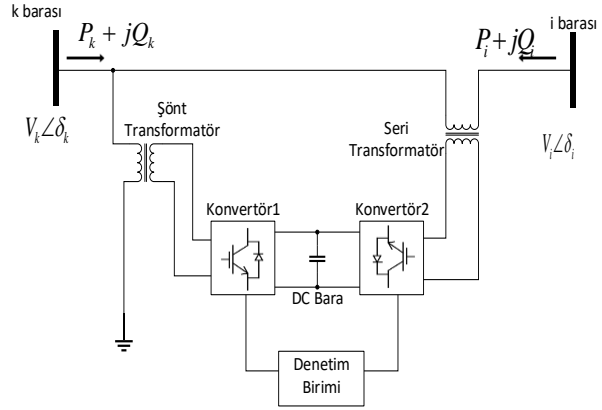 k barası
i barası
P_k + jQ_k
P_i + jQ_i
V_k∠δ_k
V_i∠δ_i
Şönt
Transformatör
Seri
Transformatör
Konvertör1
Konvertör2
DC Bara
Denetim
Birimi